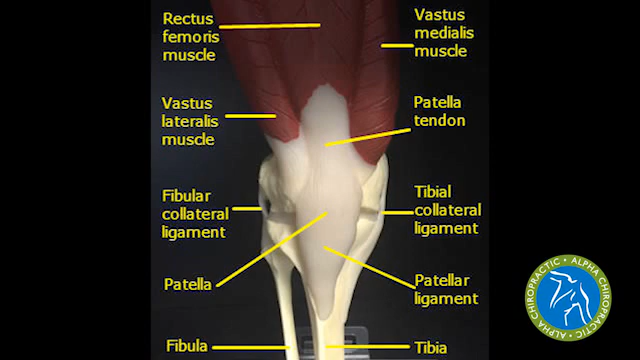 Rectus
femoris
muscle
Vastus
medialis
muscle
Vastus
lateralis
muscle
Patella
tendon
Fibular
collateral
ligament
Tibial
collateral
ligament
Patella
Patellar
ligament
Fibula
Tibia
ALPHA CHIROPRACTIC • ALPHA CHIROPRACTIC •